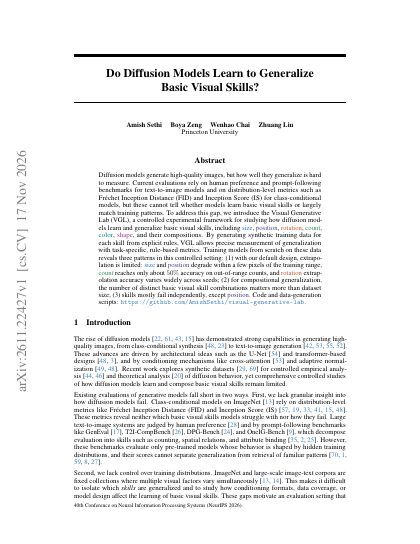 Do Diffusion Models Learn to Generalize
Basic Visual Skills?
Amish Sethi Boya Zeng Wenhao Chai Zhuang Liu
Princeton University
Abstract
Diffusion models generate high-quality images, but how well they generalize is
hard to measure. Current evaluations rely on human preference and prompt-following
benchmarks for text-to-image models and on distribution-level metrics such as
Fréchet Inception Distance (FID) and Inception Score (IS) for class-conditional
models, but these cannot tell whether models learn basic visual skills or largely
match training patterns. To address this gap, we introduce the Visual Generative
Lab (VGL), a controlled experimental framework for studying how diffusion mod-
els learn and generalize basic visual skills, including size, position, rotation, count,
color, shape, and their compositions. By generating synthetic training data for
each skill from explicit rules, VGL allows precise measurement of generalization
with task-specific, rule-based metrics. Training models from scratch on these data
reveals three patterns in this controlled setting: (1) with our default design, extrap-
olation is limited: size and position degrade within a few pixels of the training range,
count reaches only about 50% accuracy on out-of-range counts, and rotation extrap-
olation accuracy varies widely across seeds; (2) for compositional generalization,
the number of distinct basic visual skill combinations matters more than dataset
size; (3) skills mostly fail independently, except position. Code and data-generation
scripts: https://github.com/AmishSethi/visual-generative-lab.
1 Introduction
The rise of diffusion models [22, 61, 43, 15] has demonstrated strong capabilities in generating high-
quality images, from class-conditional synthesis [48, 23] to text-to-image generation [42, 53, 55, 52].
These advances are driven by architectural ideas such as the U-Net [54] and transformer-based
designs [48, 3], and by conditioning mechanisms like cross-attention [53] and adaptive normal-
ization [49, 48]. Recent work explores synthetic datasets [29, 69] for controlled empirical analy-
sis [44, 46] and theoretical analysis [20] of diffusion behavior, yet comprehensive controlled studies
of how diffusion models learn and compose basic visual skills remain limited.
Existing evaluations of generative models fall short in two ways. First, we lack granular insight into
how diffusion models fail. Class-conditional models on ImageNet [13] rely on distribution-level
metrics like Fréchet Inception Distance (FID) and Inception Score (IS) [57, 19, 33, 41, 15, 48].
These metrics reveal neither which basic visual models struggle with nor how they fail. Large
text-to-image systems are judged by human preference [28] and by prompt-following benchmarks
like GenEval [17], T2I-CompBench [26], DPG-Bench [24], and OneIG-Bench [9], which decompose
evaluation into skills such as counting, spatial relations, and attribute binding [35, 2, 25]. However,
these benchmarks evaluate only pre-trained models whose behavior is shaped by hidden training
distributions, and their scores cannot separate generalization from retrieval of familiar patterns [70, 1,
59, 8, 27].
Second, we lack control over training distributions. ImageNet and large-scale image-text corpora are
fixed collections where multiple visual factors vary simultaneously [13, 14]. This makes it difficult
to isolate which skills are generalized and to study how conditioning formats, data coverage, or
model design affect the learning of basic visual skills. These gaps motivate an evaluation setting that
40th Conference on Neural Information Processing Systems (NeurIPS 2026)
arXiv:2611.22427v1 [cs.CV] 17 Nov 2026